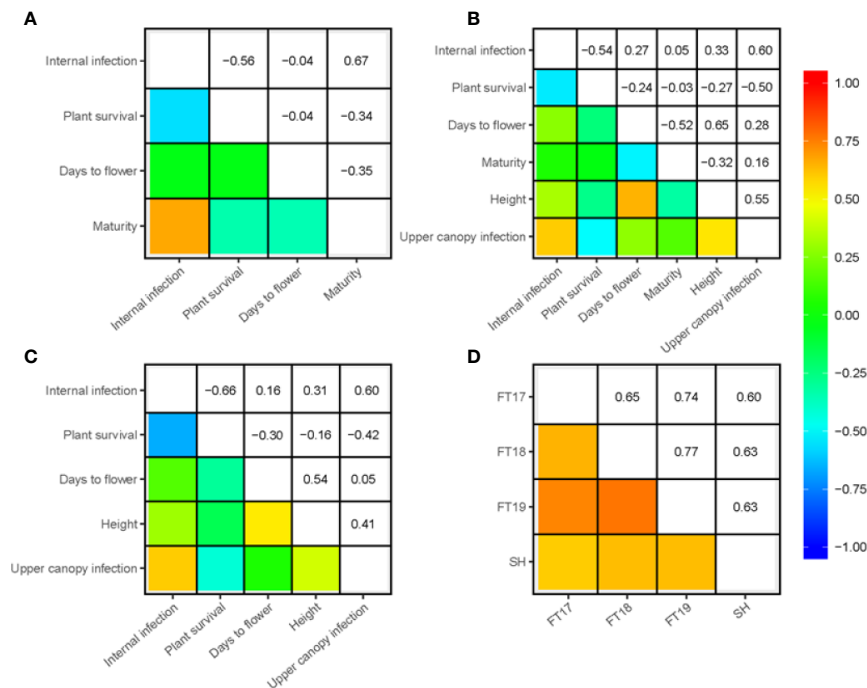 A
Internal infection −0.56 −0.04 0.67
Plant survival −0.04 −0.34
Days to flower −0.35
Maturity
Internal infection Plant survival Days to flower Maturity
B
Internal infection −0.54 0.27 0.05 0.33 0.60
Plant survival −0.24 −0.03 −0.27 −0.50
Days to flower −0.52 0.65 0.28
Maturity −0.32 0.16
Height 0.55
Upper canopy infection
Internal infection Plant survival Days to flower Maturity Height Upper canopy infection
1.00
0.75
0.50
0.25
0.00
−0.25
−0.50
−0.75
−1.00
C
Internal infection −0.66 0.16 0.31 0.60
Plant survival −0.30 −0.16 −0.42
Days to flower 0.54 0.05
Height 0.41
Upper canopy infection
Internal infection Plant survival Days to flower Height Upper canopy infection
D
FT17 0.65 0.74 0.60
FT18 0.77 0.63
FT19 0.63
SH
FT17 FT18 FT19 SH